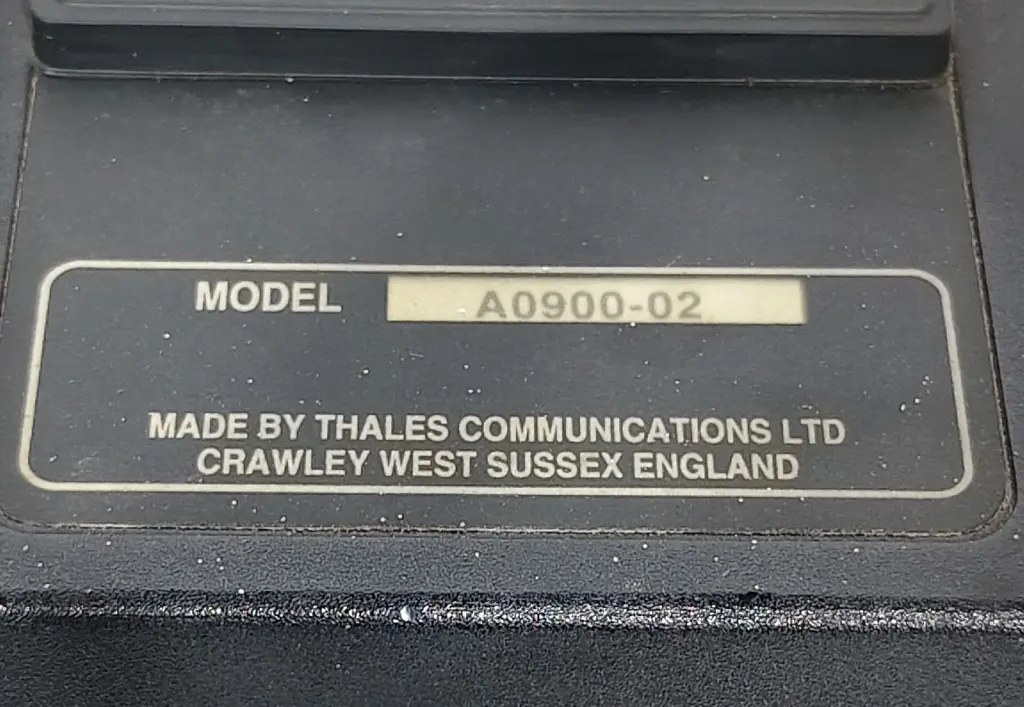 MODEL A0900-02
MADE BY THALES COMMUNICATIONS LTD
CRAWLEY WEST SUSSEX ENGLAND